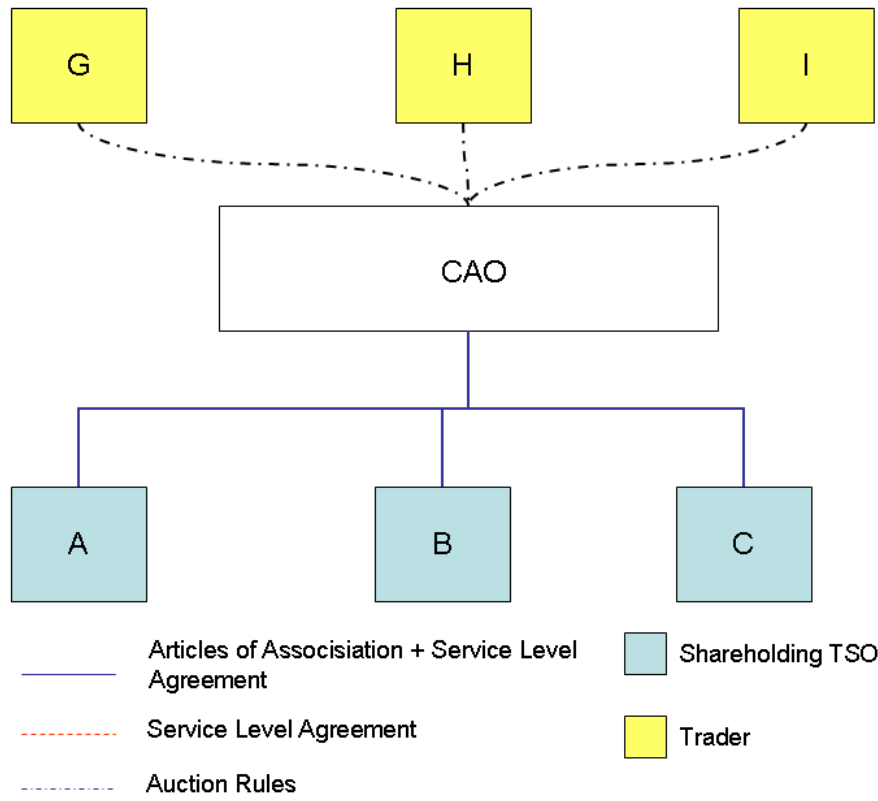 G
H
I
CAO
A
B
C
Articles of Associsiation + Service Level
Agreement
Service Level Agreement
Auction Rules
Shareholding TSO
Trader